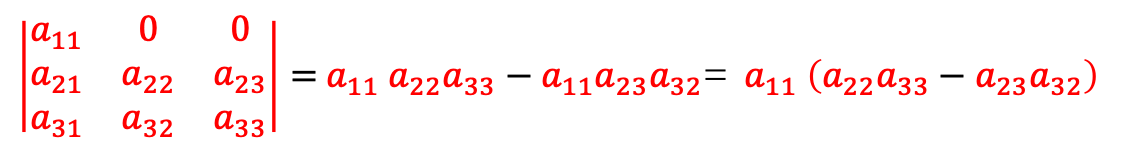 |a₁₁ 0 0|
|a₂₁ a₂₂ a₂₃| = a₁₁ a₂₂a₃₃ − a₁₁a₂₃a₃₂ = a₁₁ (a₂₂a₃₃ − a₂₃a₃₂)
|a₃₁ a₃₂ a₃₃|